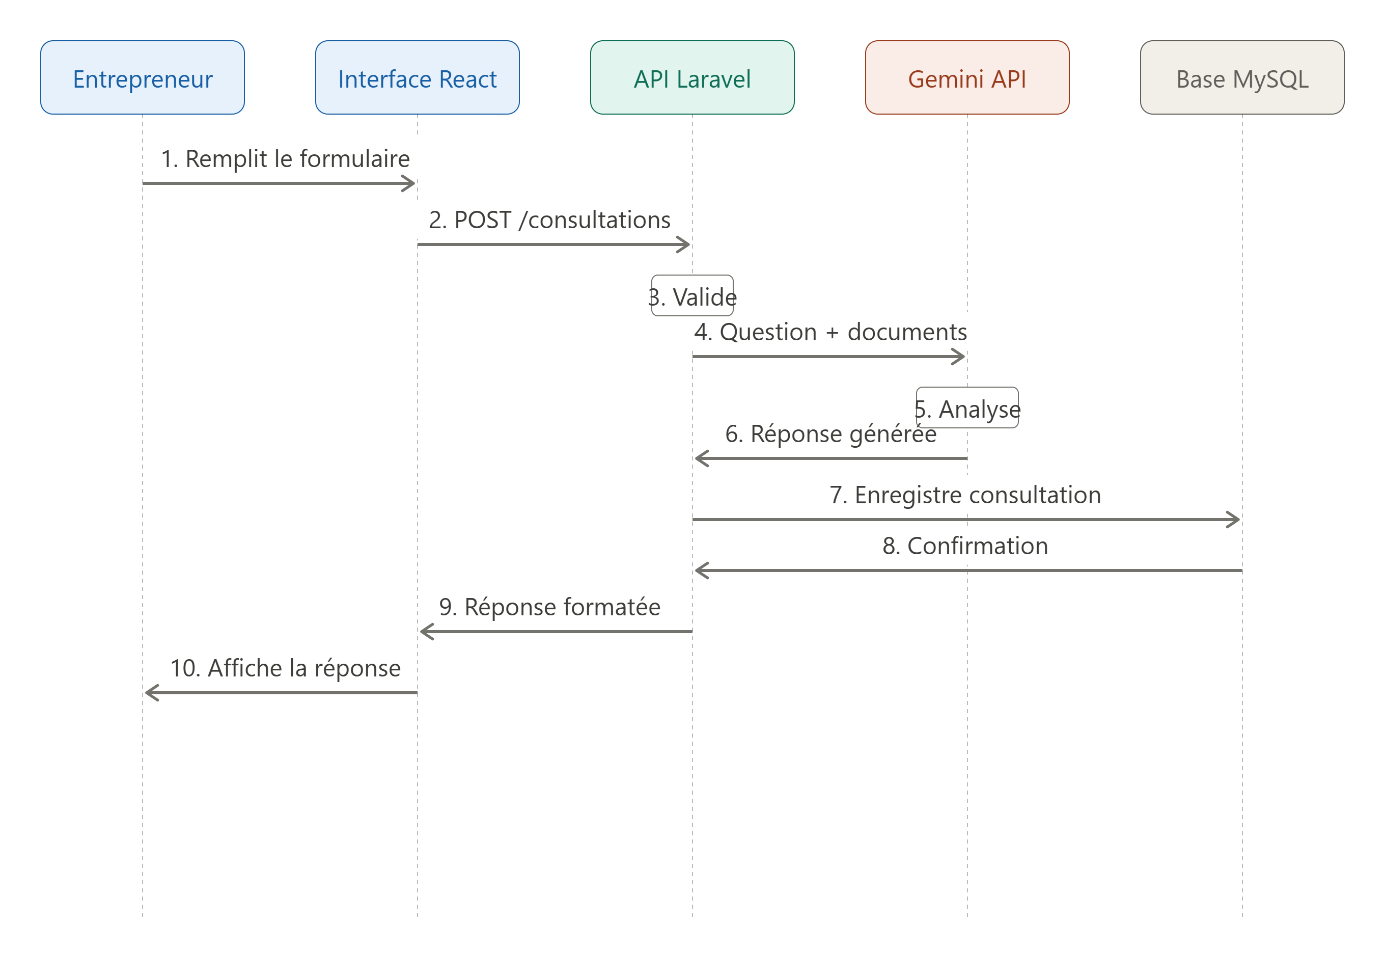 Entrepreneur
Interface React
API Laravel
Gemini API
Base MySQL
1. Remplit le formulaire
2. POST /consultations
3. Valide
4. Question + documents
5. Analyse
6. Réponse générée
7. Enregistre consultation
8. Confirmation
9. Réponse formatée
10. Affiche la réponse